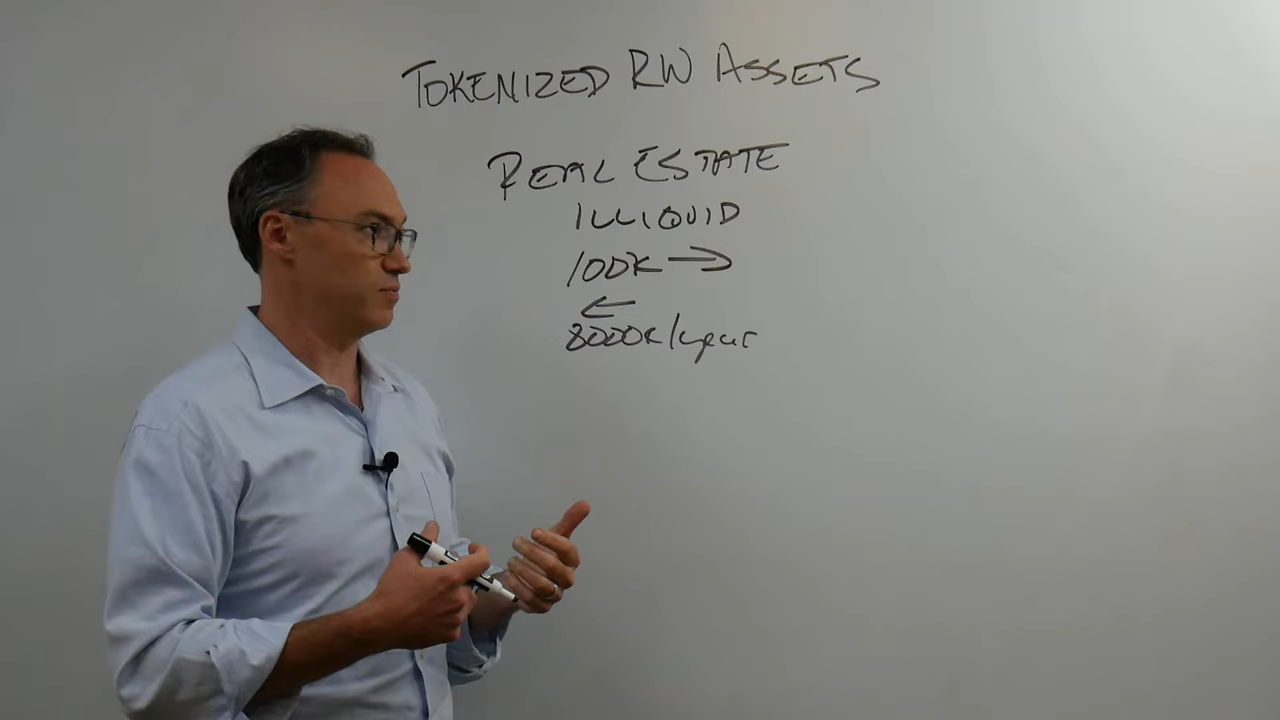 TOKENIZED RW ASSETS
REAL ESTATE
ILLIQUID
100K →
←
8000K/year